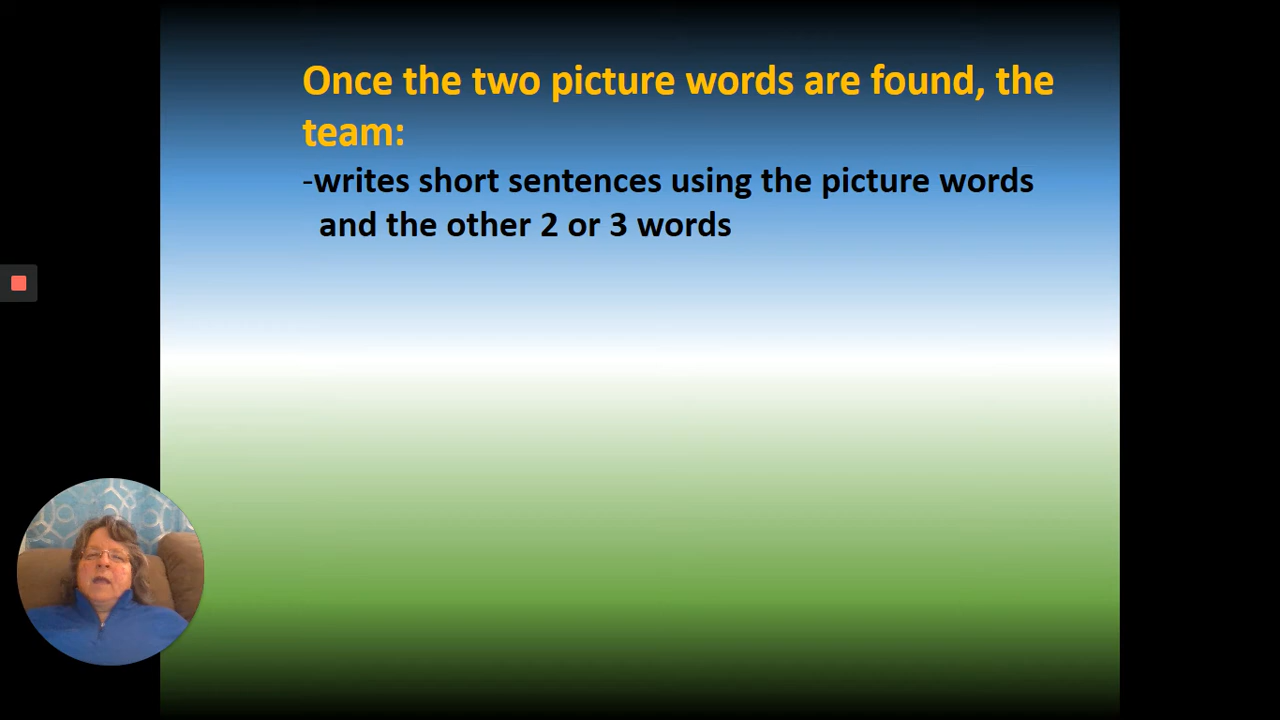 Once the two picture words are found, the
team:
-writes short sentences using the picture words
and the other 2 or 3 words